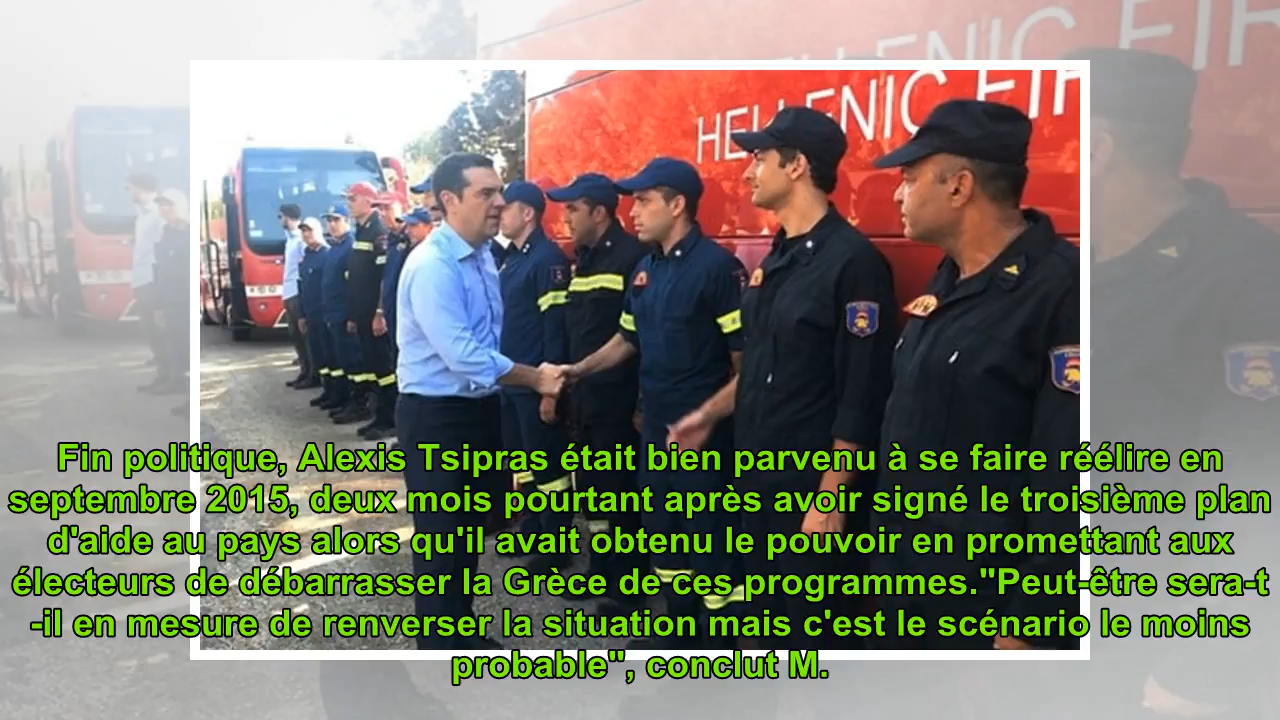 HELLENIC FIR
Fin politique, Alexis Tsipras était bien parvenu à se faire réélire en
septembre 2015, deux mois pourtant après avoir signé le troisième plan
d'aide au pays alors qu'il avait obtenu le pouvoir en promettant aux
électeurs de débarrasser la Grèce de ces programmes."Peut-être sera-t
-il en mesure de renverser la situation mais c'est le scénario le moins
probable", conclut M.